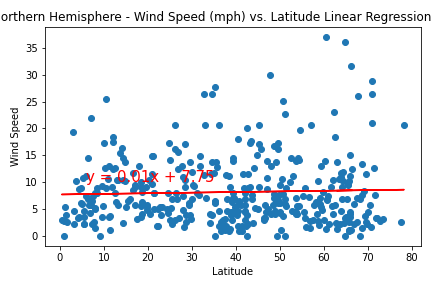 orthern Hemisphere - Wind Speed (mph) vs. Latitude Linear Regression
35
30
25
20
15
10
5
0
Wind Speed
y = 0.01x + 7.75
0 10 20 30 40 50 60 70 80
Latitude